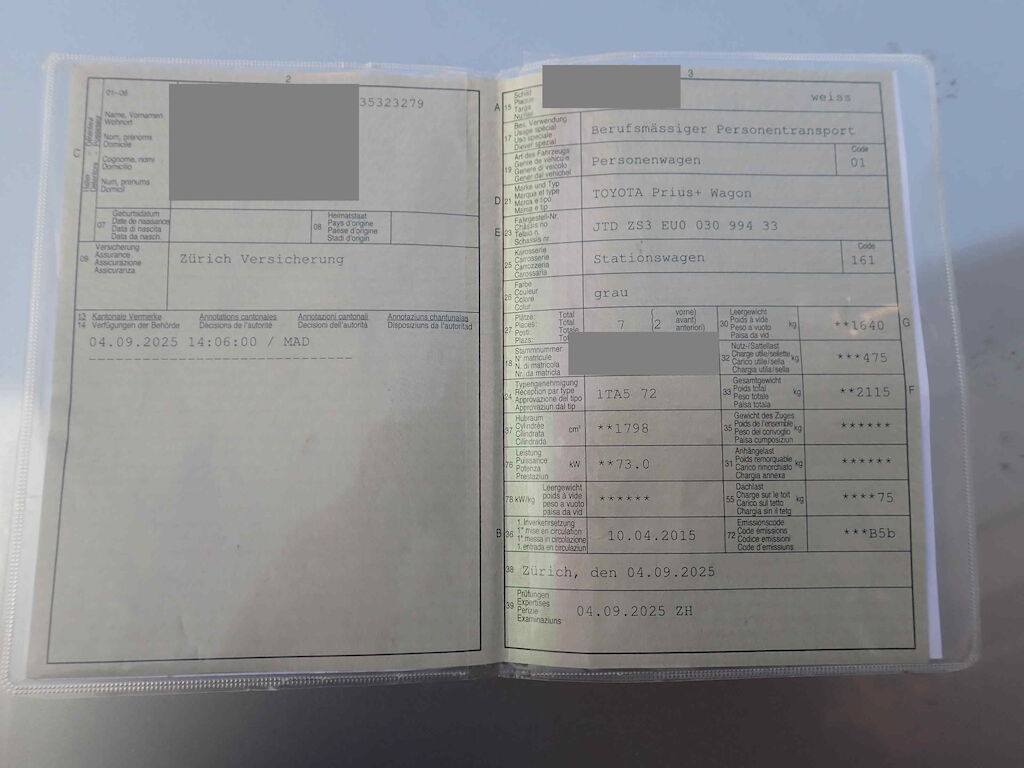 2
01–06
35323279
Name, Vornamen
Wohnort
Nom, prénoms
Domicile
Cognome, nomi
Domicilio
Num, prenums
Domicil
C
07 Geburtsdatum
Date de naissance
Data di nascita
Data da nasch.
08 Heimatstaat
Pays d'origine
Paese d'origine
Stadi d'origin
09 Versicherung
Assurance
Assicurazione
Assicuranza
Zürich Versicherung
13 Kantonale Vermerke Annotations cantonales Annotazioni cantonali Annotaziuns chantunalas
14 Verfügungen der Behörde Décisions de l'autorité Decisioni dell'autorità Disposiziuns da l'autoritad
04.09.2025 14:06:00 / MAD
3
A 15 Schild
Plaque
Targa
weiss
17 Bes. Verwendung
Usage spécial
Uso speciale
Diever spezial
Berufsmässiger Personentransport
19 Art des Fahrzeugs
Genre de véhicule
Genere di veicolo
Gener dal vehichel
Personenwagen
Code
01
D 21 Marke und Typ
Marque et type
Marca e tipo
Marca e tip
TOYOTA Prius+ Wagon
E 23 Fahrgestell-Nr.
Châssis no
Telaio n.
Schassis nr.
JTD ZS3 EU0 030 994 33
25 Karosserie
Carrosserie
Carrozzeria
Carossaria
Stationswagen
Code
161
26 Farbe
Couleur
Colore
Colur
grau
27 Plätze: Total
Places: Total
Posti: Totale
Plazs: Total
7 (2 vorne)
avant)
anteriori)
30 Leergewicht
Poids à vide
Peso a vuoto
Paisa da vid
kg
**1640
G
18 Stammnummer
N° matricule
N. di matricola
Nr. da matricla
32 Nutz-/Sattellast
Charge utile/sellette
Carico utile/sella
Chargia utila/sella
kg
***475
24 Typengenehmigung
Réception par type
Approvazione del tipo
Approvaziun dal tip
1TA5 72
33 Gesamtgewicht
Poids total
Peso totale
Paisa totala
kg
**2115
F
37 Hubraum
Cylindrée
Cilindrata
Cilindrada
cm³
**1798
35 Gewicht des Zuges
Poids de l'ensemble
Peso del convoglio
Paisa cumposiziun
kg
******
76 Leistung
Puissance
Potenza
Prestaziun
kW
**73.0
31 Anhängelast
Poids remorquable
Carico rimorchiato
Chargia annexa
kg
******
78 kW/kg Leergewicht
poids à vide
peso a vuoto
paisa da vid
******
55 Dachlast
Charge sur le toit
Carico sul tetto
Chargia sin il tetg
kg
****75
B 36 1. Inverkehrsetzung
1re mise en circulation
1a messa in circolazione
1. entrada en circulaziun
10.04.2015
72 Emissionscode
Code émissions
Codice emissioni
Code d'emissiuns
***B5b
38 Zürich, den 04.09.2025
39 Prüfungen
Expertises
Perizie
Examinaziuns
04.09.2025 ZH